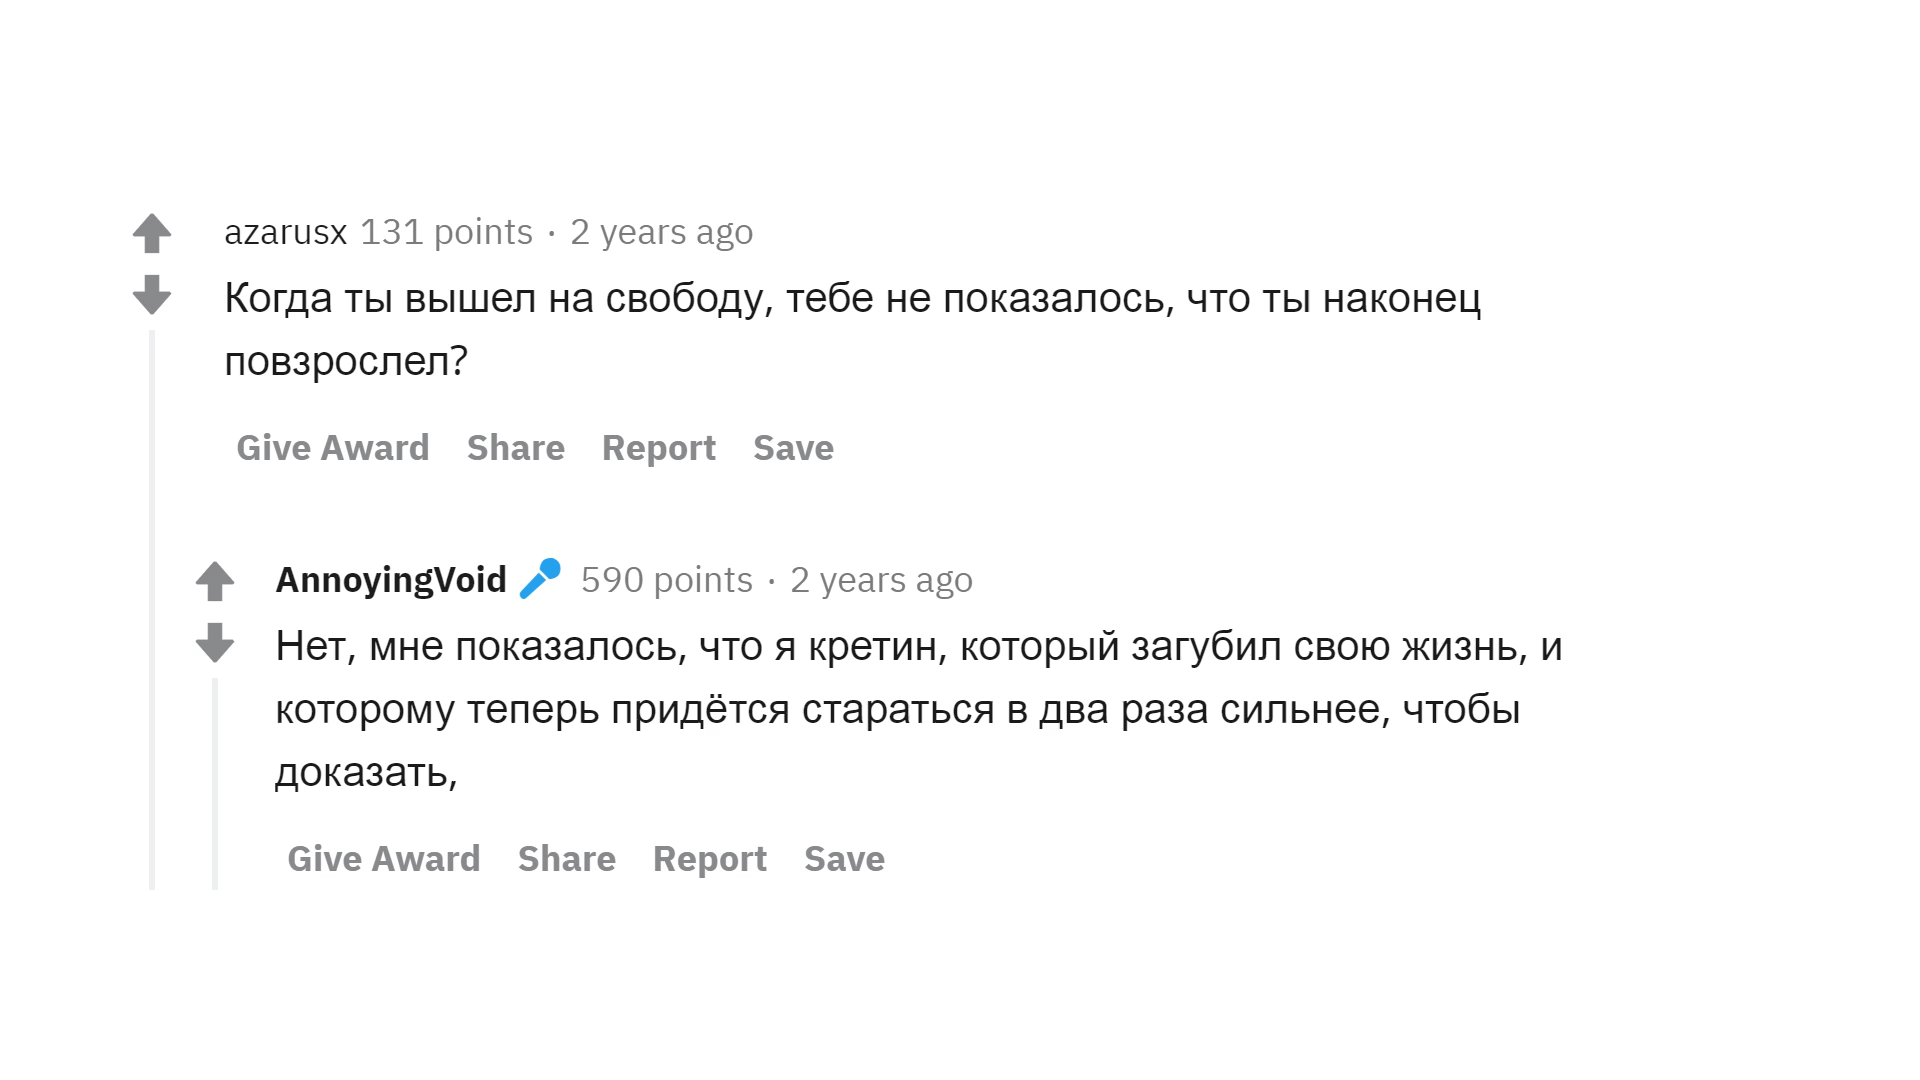 azarusx 131 points · 2 years ago
Когда ты вышел на свободу, тебе не показалось, что ты наконец
повзрослел?
Give Award Share Report Save
AnnoyingVoid 590 points · 2 years ago
Нет, мне показалось, что я кретин, который загубил свою жизнь, и
которому теперь придётся стараться в два раза сильнее, чтобы
доказать,
Give Award Share Report Save